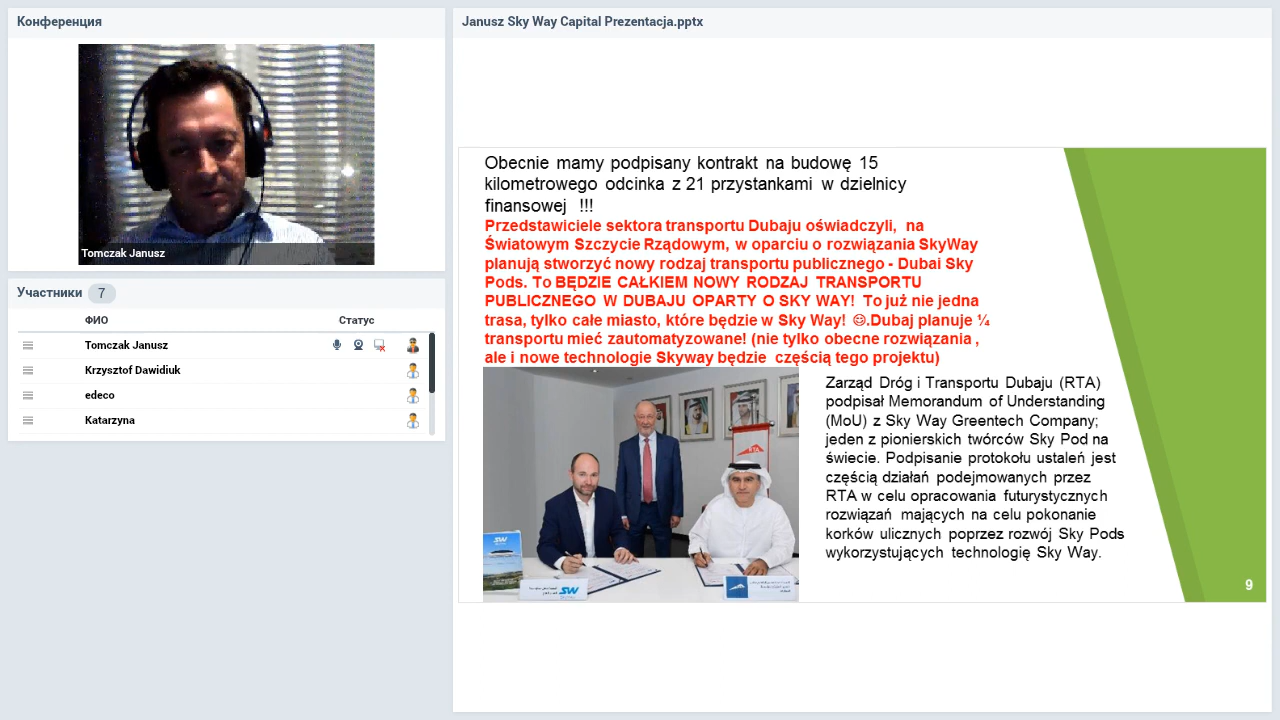 Конференция
Tomczak Janusz
Участники 7
ФИО Статус
Tomczak Janusz
Krzysztof Dawidiuk
edeco
Katarzyna
Janusz Sky Way Capital Prezentacja.pptx
Obecnie mamy podpisany kontrakt na budowę 15
kilometrowego odcinka z 21 przystankami w dzielnicy
finansowej !!!
Przedstawiciele sektora transportu Dubaju oświadczyli, na
Światowym Szczycie Rządowym, w oparciu o rozwiązania SkyWay
planują stworzyć nowy rodzaj transportu publicznego - Dubai Sky
Pods. To BĘDZIE CAŁKIEM NOWY RODZAJ TRANSPORTU
PUBLICZNEGO W DUBAJU OPARTY O SKY WAY! To już nie jedna
trasa, tylko całe miasto, które będzie w Sky Way! ☺.Dubaj planuje ¼
transportu mieć zautomatyzowane! (nie tylko obecne rozwiązania ,
ale i nowe technologie Skyway będzie częścią tego projektu)
RTA
SW
SW
Zarząd Dróg i Transportu Dubaju (RTA)
podpisał Memorandum of Understanding
(MoU) z Sky Way Greentech Company;
jeden z pionierskich twórców Sky Pod na
świecie. Podpisanie protokołu ustaleń jest
częścią działań podejmowanych przez
RTA w celu opracowania futurystycznych
rozwiązań mających na celu pokonanie
korków ulicznych poprzez rozwój Sky Pods
wykorzystujących technologię Sky Way.
9